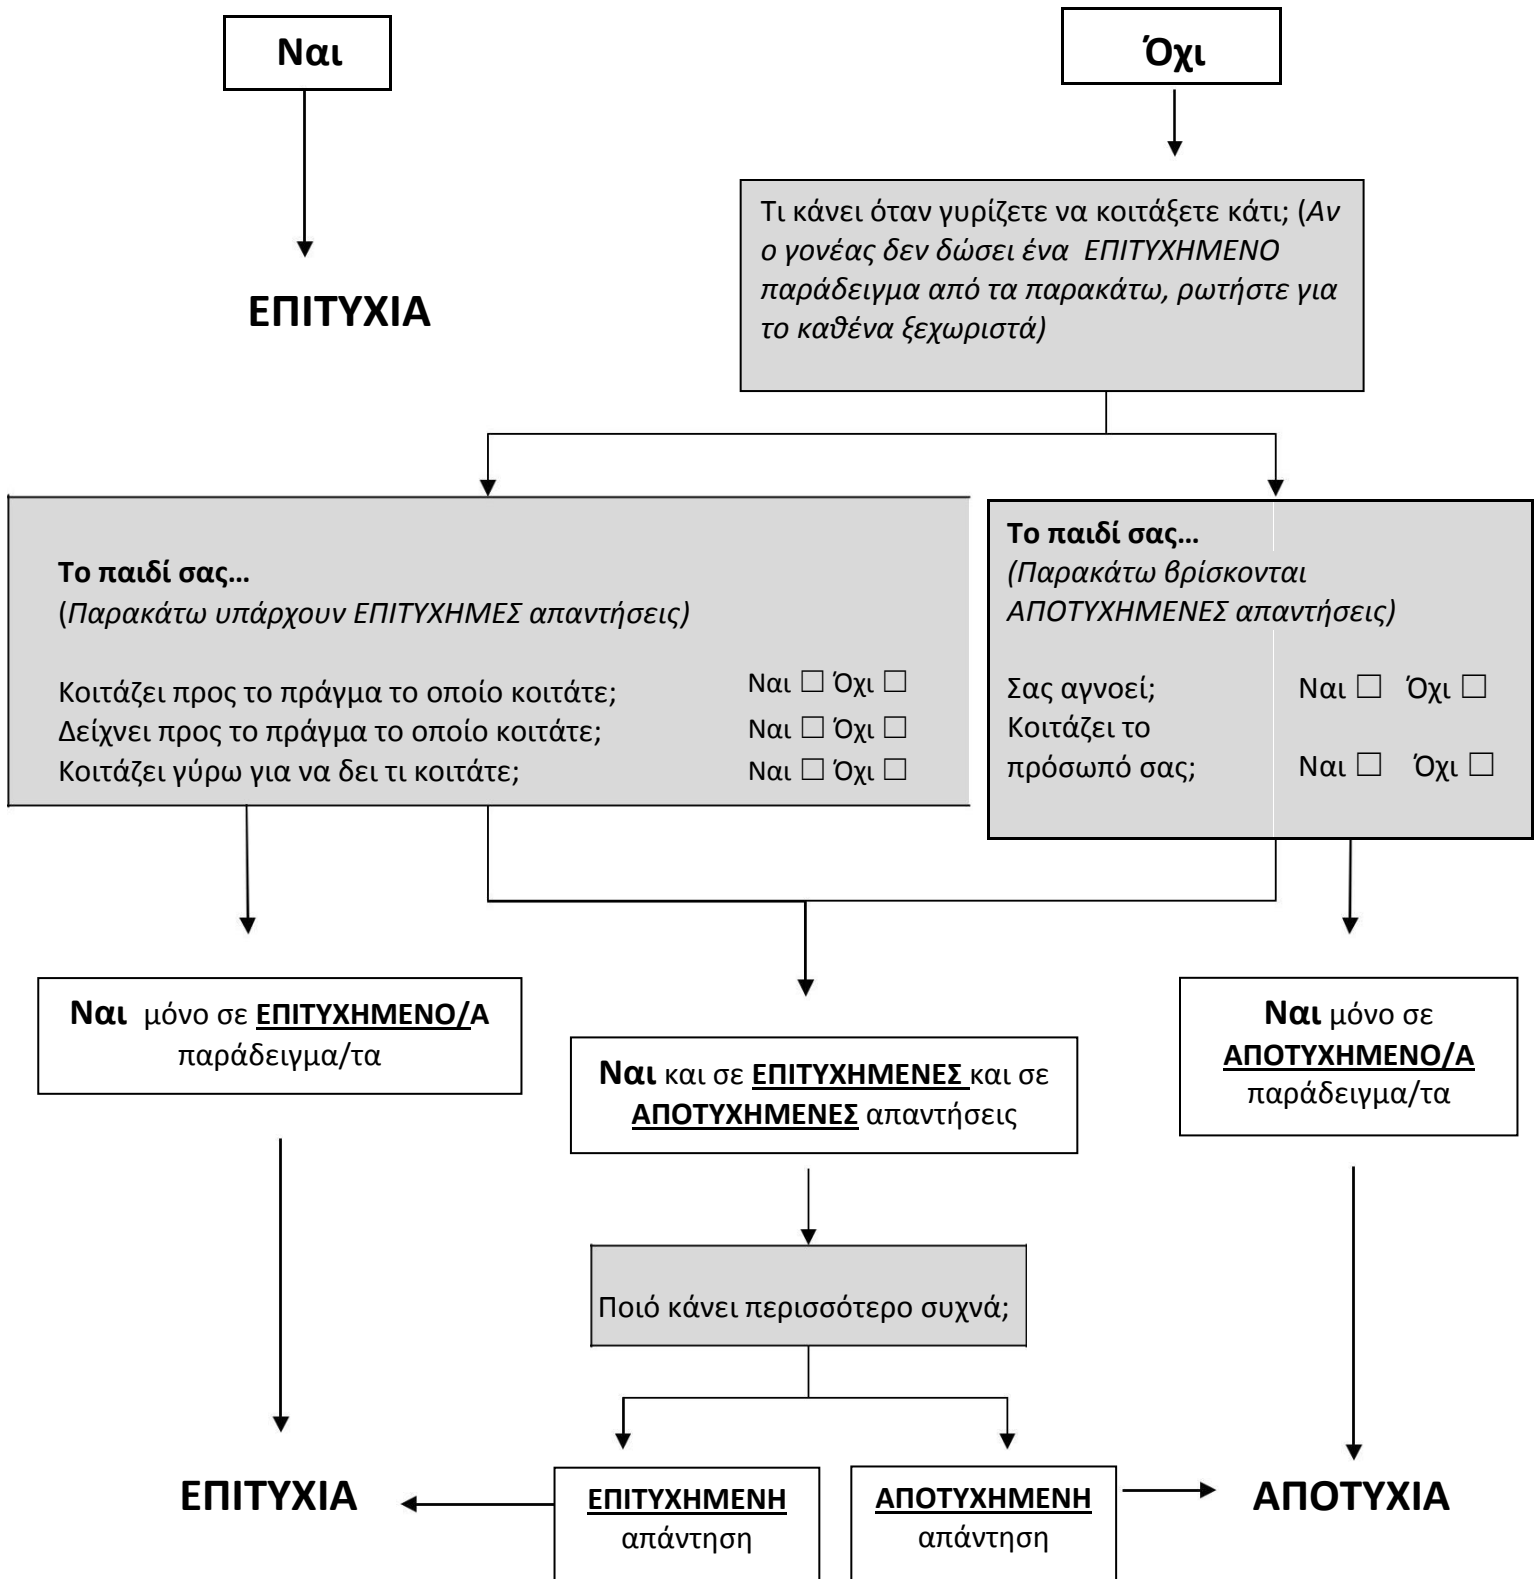 Ναι
Όχι
Τι κάνει όταν γυρίζετε να κοιτάξετε κάτι; (Αν
ο γονέας δεν δώσει ένα ΕΠΙΤΥΧΗΜΕΝΟ
παράδειγμα από τα παρακάτω, ρωτήστε για
το καθένα ξεχωριστά)
ΕΠΙΤΥΧΙΑ
Το παιδί σας...
(Παρακάτω υπάρχουν ΕΠΙΤΥΧΗΜΕΣ απαντήσεις)
Κοιτάζει προς το πράγμα το οποίο κοιτάτε; Ναι ☐ Όχι ☐
Δείχνει προς το πράγμα το οποίο κοιτάτε; Ναι ☐ Όχι ☐
Κοιτάζει γύρω για να δει τι κοιτάτε; Ναι ☐ Όχι ☐
Το παιδί σας...
(Παρακάτω βρίσκονται
ΑΠΟΤΥΧΗΜΕΝΕΣ απαντήσεις)
Σας αγνοεί; Ναι ☐ Όχι ☐
Κοιτάζει το
πρόσωπό σας; Ναι ☐ Όχι ☐
Ναι μόνο σε ΕΠΙΤΥΧΗΜΕΝΟ/Α
παράδειγμα/τα
Ναι και σε ΕΠΙΤΥΧΗΜΕΝΕΣ και σε
ΑΠΟΤΥΧΗΜΕΝΕΣ απαντήσεις
Ναι μόνο σε
ΑΠΟΤΥΧΗΜΕΝΟ/Α
παράδειγμα/τα
Ποιό κάνει περισσότερο συχνά;
ΕΠΙΤΥΧΙΑ
ΕΠΙΤΥΧΗΜΕΝΗ
απάντηση
ΑΠΟΤΥΧΗΜΕΝΗ
απάντηση
ΑΠΟΤΥΧΙΑ